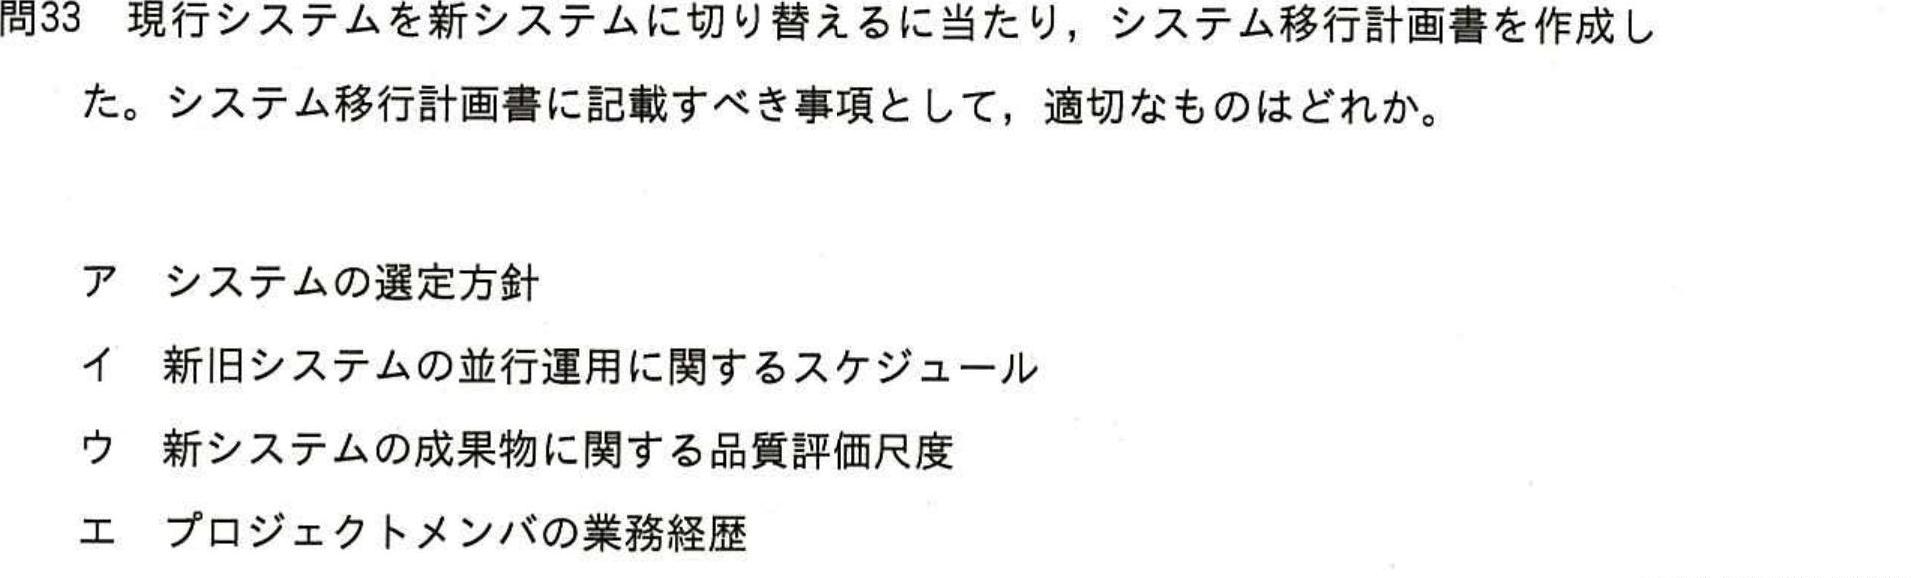 問33 現行システムを新システムに切り替えるに当たり，システム移行計画書を作成し
た。システム移行計画書に記載すべき事項として，適切なものはどれか。
ア システムの選定方針
イ 新旧システムの並行運用に関するスケジュール
ウ 新システムの成果物に関する品質評価尺度
エ プロジェクトメンバの業務経歴